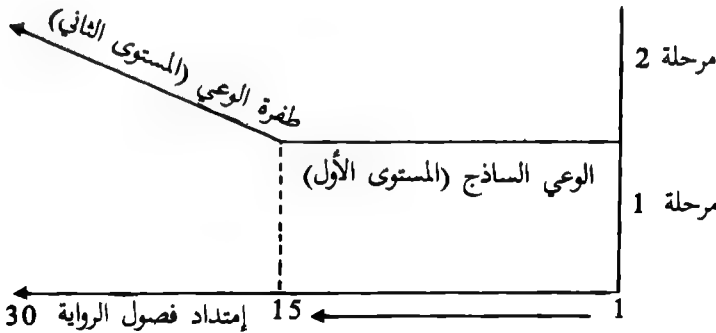 طفرة الوعي (المستوى الثاني)
مرحلة 2
الوعي الساذج (المستوى الأول)
مرحلة 1
1 15 إمتداد فصول الرواية 30